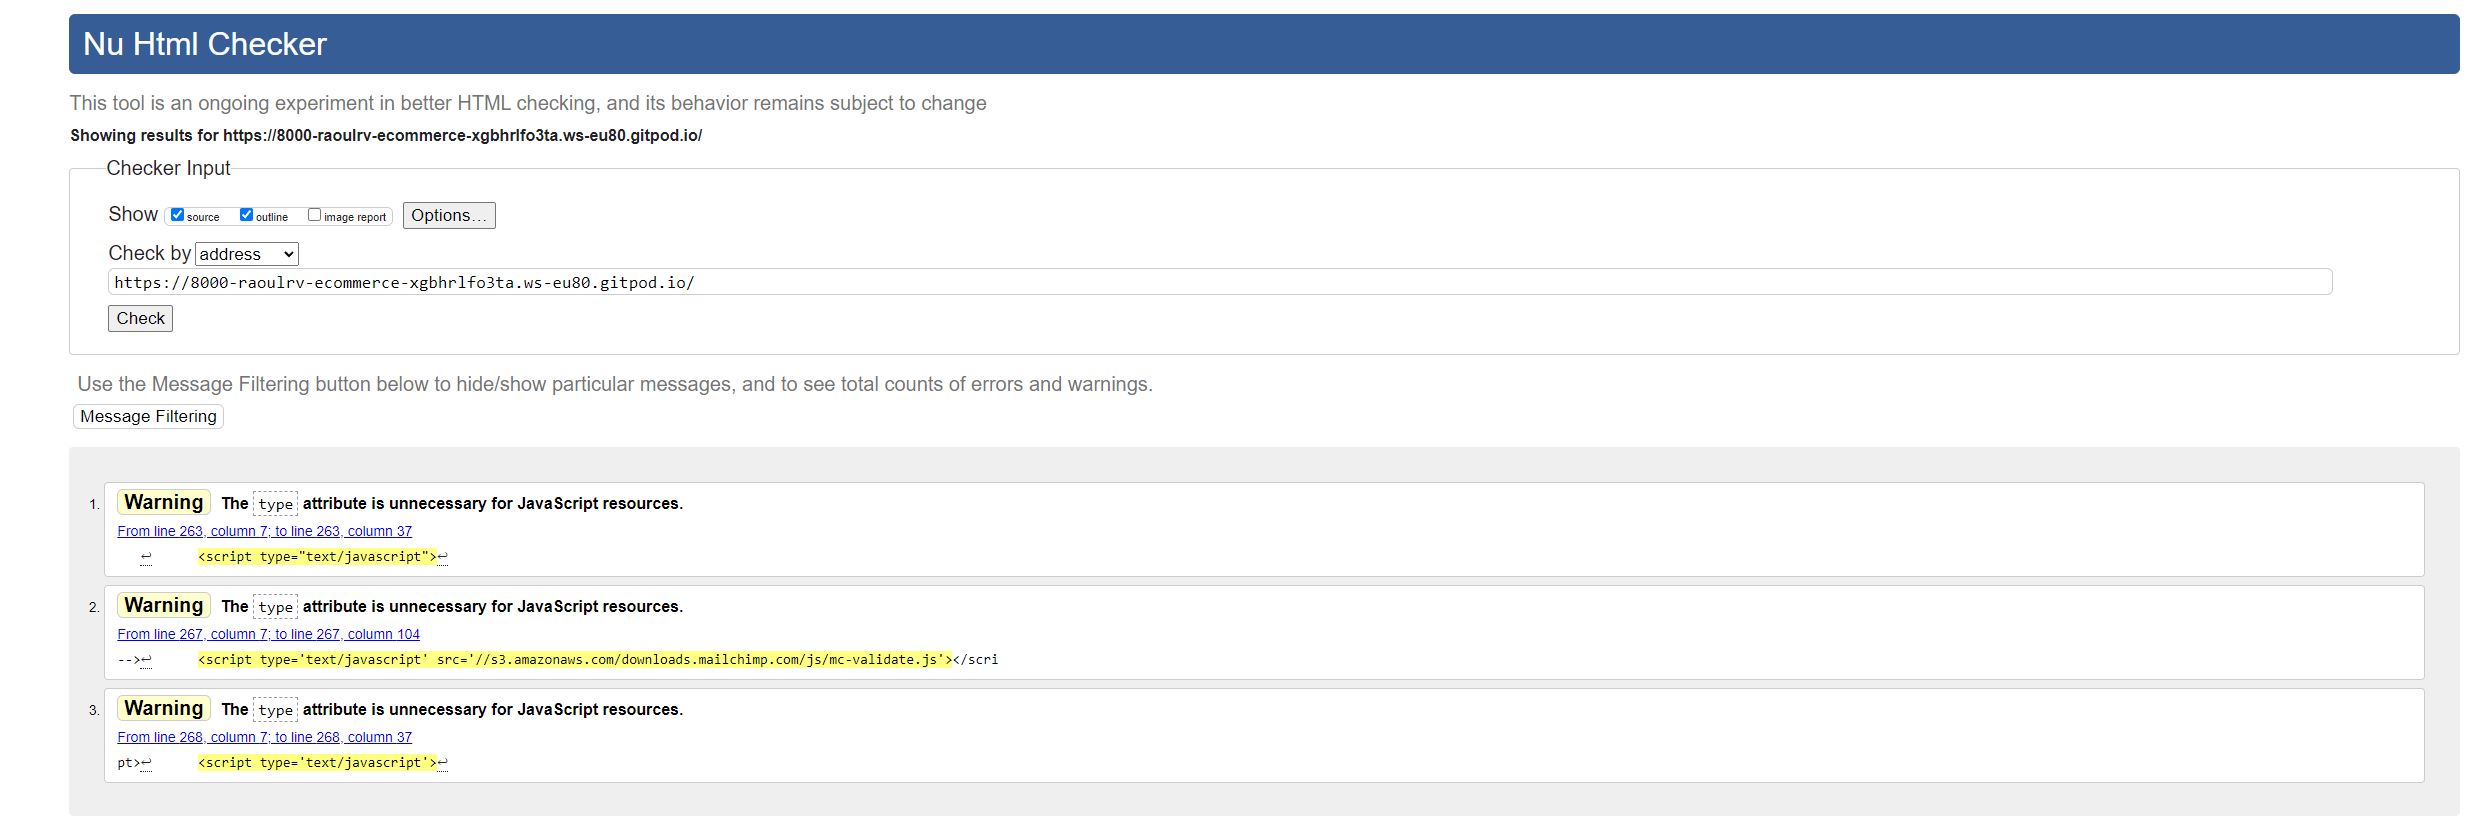 Nu Html Checker
This tool is an ongoing experiment in better HTML checking, and its behavior remains subject to change
Showing results for https://8000-raoulrv-ecommerce-xgbhrlfo3ta.ws-eu80.gitpod.io/
Checker Input
Show source outline image report Options...
Check by address
https://8000-raoulrv-ecommerce-xgbhrlfo3ta.ws-eu80.gitpod.io/
Check
Use the Message Filtering button below to hide/show particular messages, and to see total counts of errors and warnings.
Message Filtering
1. Warning The type attribute is unnecessary for JavaScript resources.
From line 263, column 7; to line 263, column 37
↩ <script type="text/javascript">↩
2. Warning The type attribute is unnecessary for JavaScript resources.
From line 267, column 7; to line 267, column 104
-->↩ <script type='text/javascript' src='//s3.amazonaws.com/downloads.mailchimp.com/js/mc-validate.js'></scri
3. Warning The type attribute is unnecessary for JavaScript resources.
From line 268, column 7; to line 268, column 37
pt>↩ <script type='text/javascript'>↩